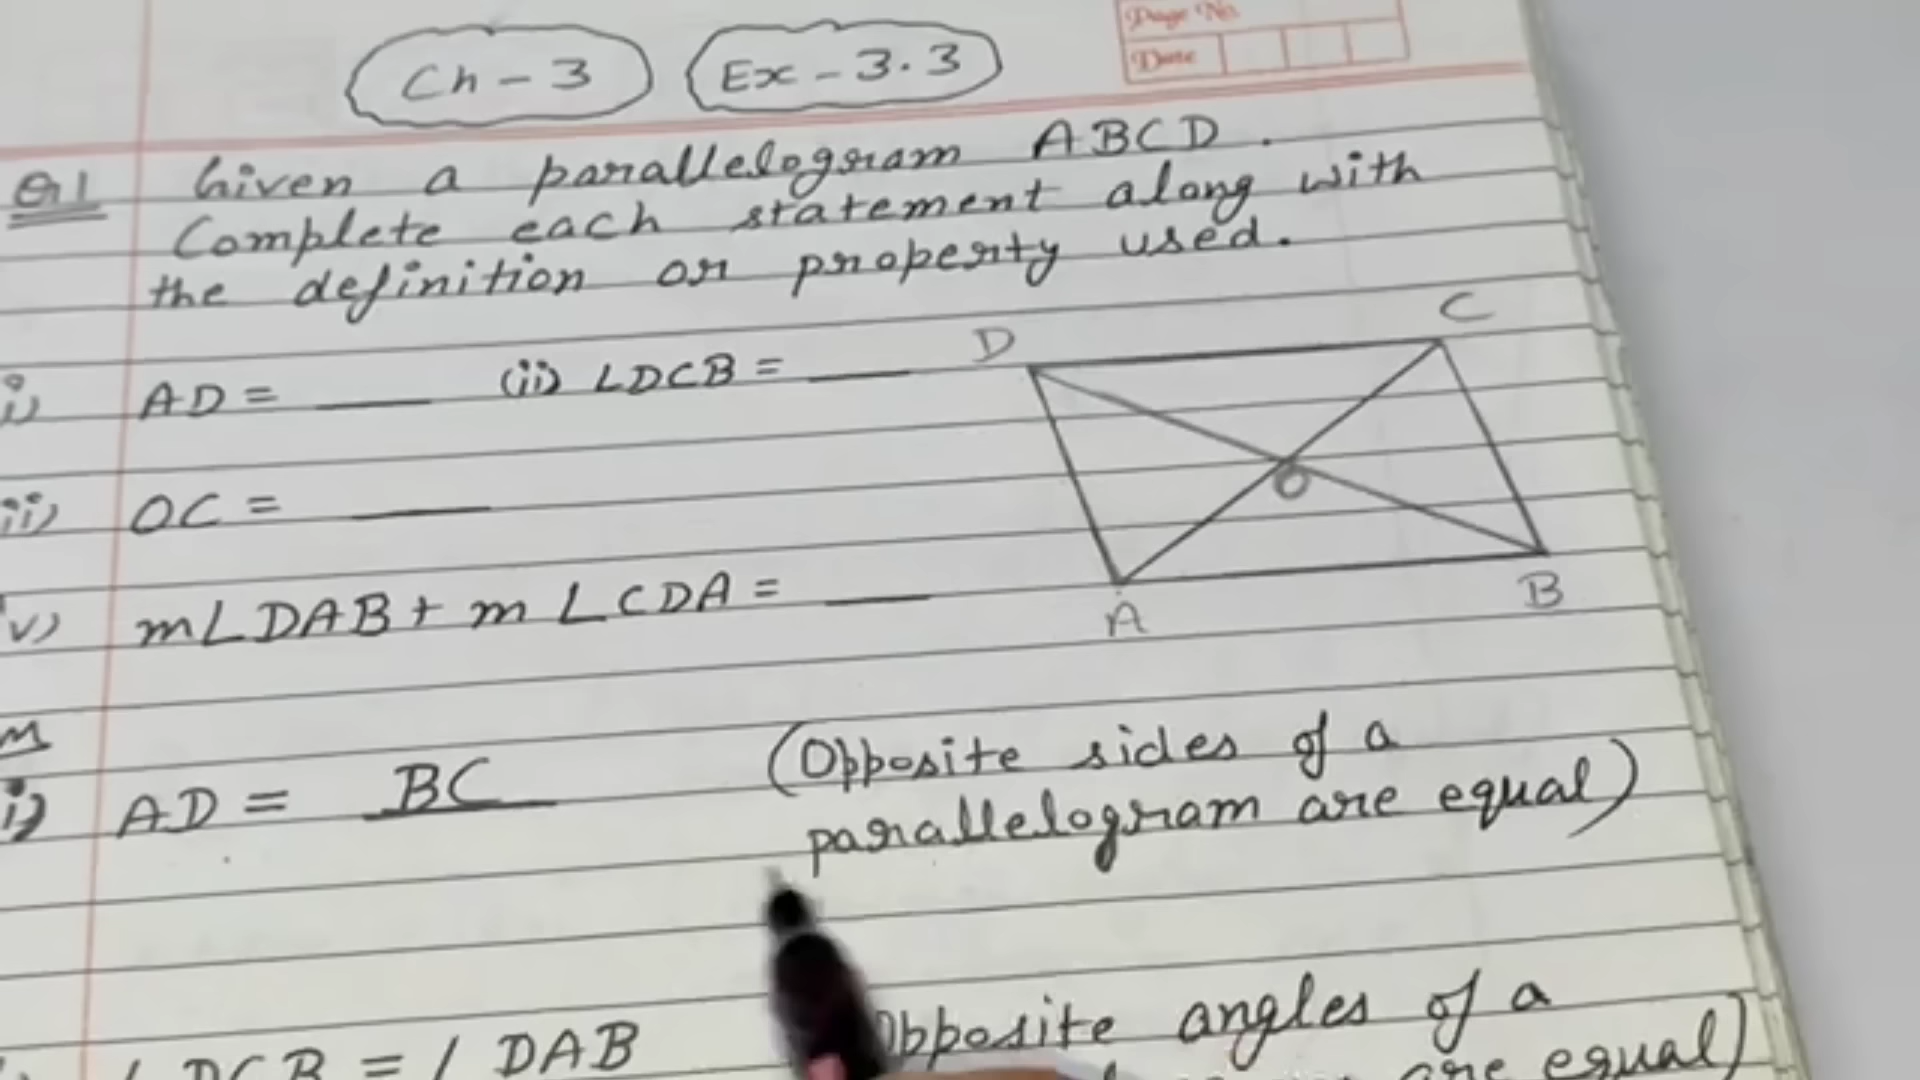 Page No.
Date
Ch - 3 Ex - 3.3
Q1 Given a parallelogram ABCD.
Complete each statement along with
the definition or property used.
i) AD = ____ (ii) ∠DCB = ____
ii) OC = ____
v) m∠DAB + m∠CDA = ____
D
C
O
A
B
i) AD = BC (Opposite sides of a
parallelogram are equal)
∠DCB = ∠DAB Opposite angles of a
are equal)